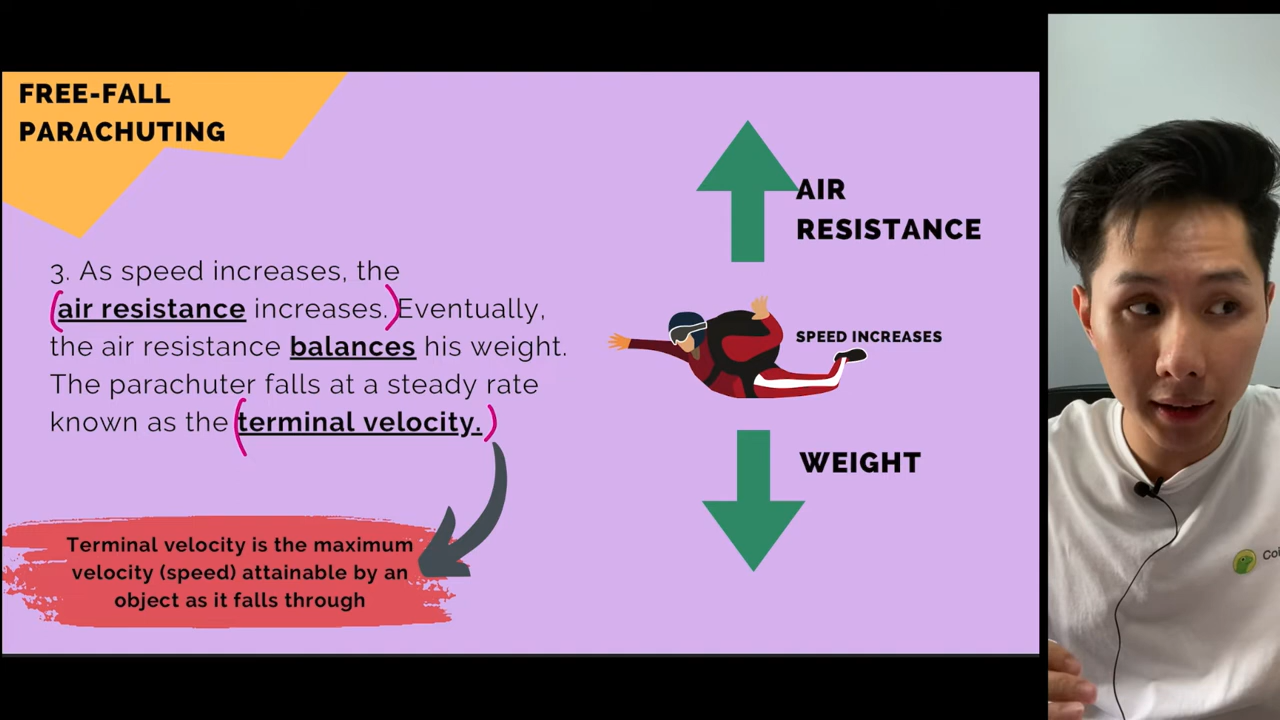 FREE-FALL
PARACHUTING
3. As speed increases, the
air resistance increases. Eventually,
the air resistance balances his weight.
The parachuter falls at a steady rate
known as the terminal velocity.
Terminal velocity is the maximum
velocity (speed) attainable by an
object as it falls through
AIR
RESISTANCE
SPEED INCREASES
WEIGHT